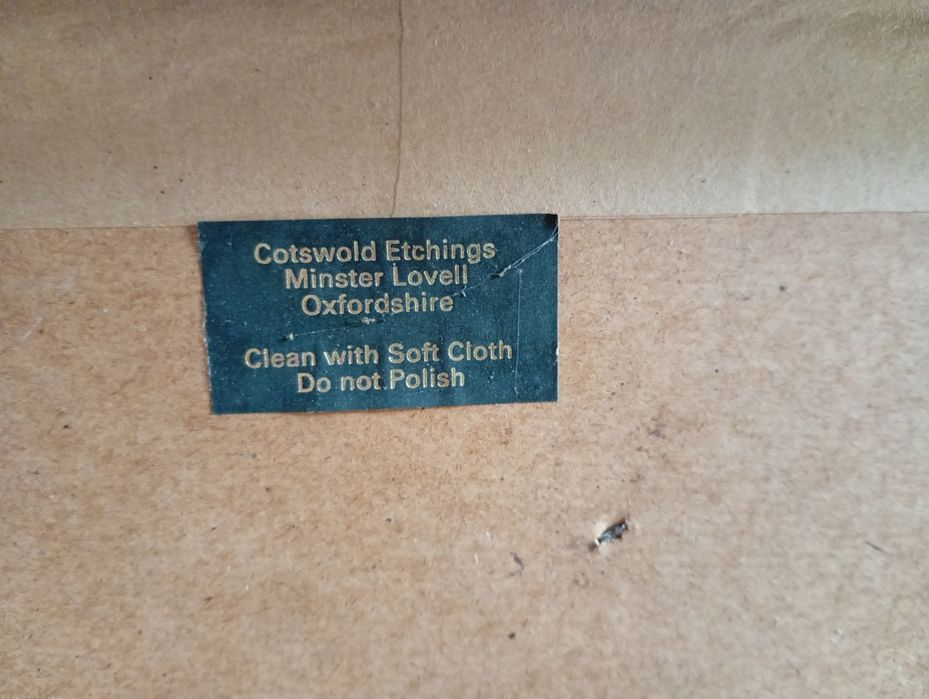 Cotswold Etchings
Minster Lovell
Oxfordshire
Clean with Soft Cloth
Do not Polish